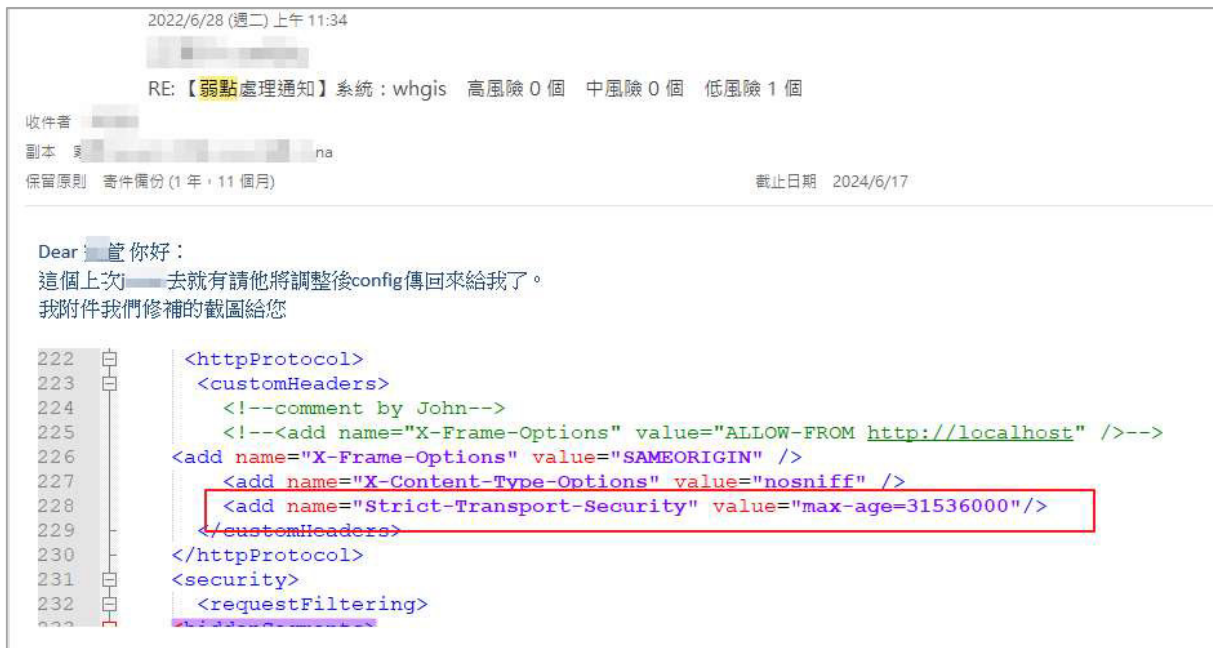 2022/6/28 (週二) 上午 11:34
RE: 【弱點處理通知】系統：whgis 高風險 0 個 中風險 0 個 低風險 1 個
收件者
副本 na
保留原則 寄件備份 (1 年，11 個月) 截止日期 2024/6/17
Dear 管 你好：
這個上次j 去就有請他將調整後config傳回來給我了。
我附件我們修補的截圖給您
222 <httpProtocol>
223 <customHeaders>
224 <!--comment by John-->
225 <!--<add name="X-Frame-Options" value="ALLOW-FROM http://localhost" />-->
226 <add name="X-Frame-Options" value="SAMEORIGIN" />
227 <add name="X-Content-Type-Options" value="nosniff" />
228 <add name="Strict-Transport-Security" value="max-age=31536000"/>
229 </customHeaders>
230 </httpProtocol>
231 <security>
232 <requestFiltering>